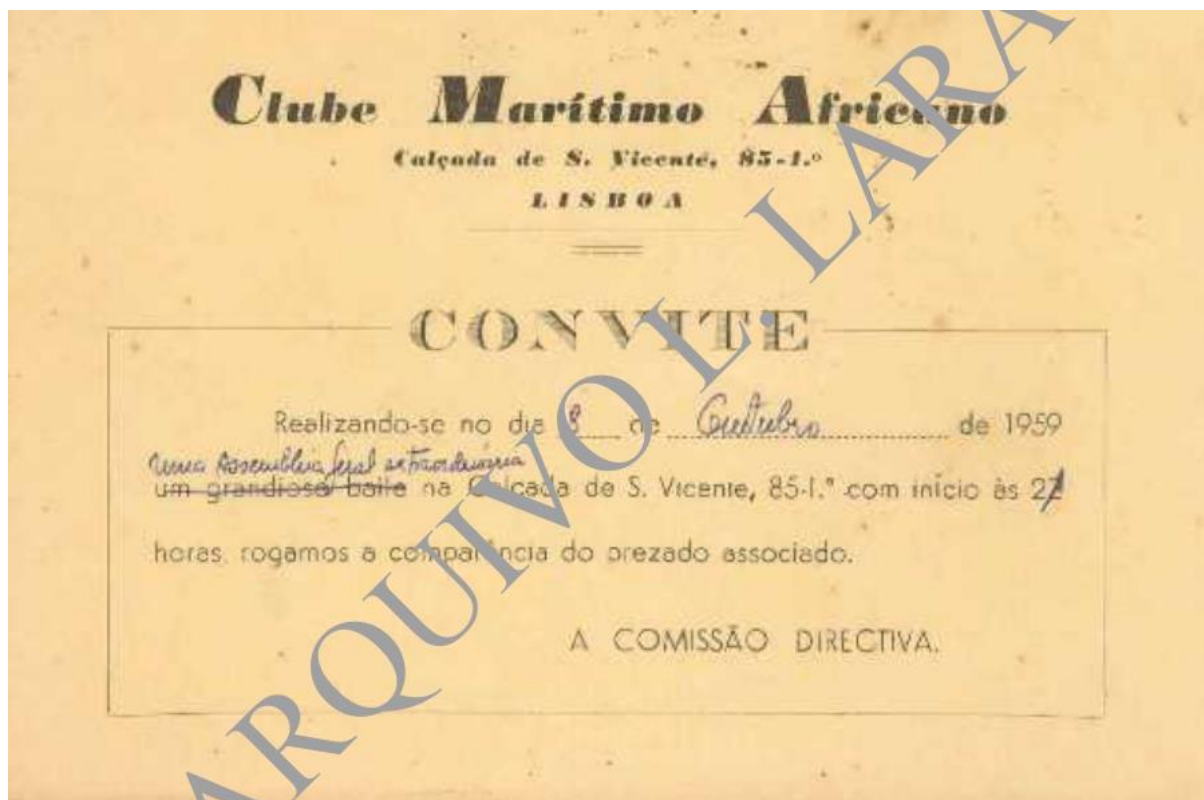 Clube Marítimo Africano
Calçada de S. Vicente, 85-1.º
LISBOA
CONVITE
Realizando-se no dia 8 de Outubro de 1959
uma Assembleia Geral extraordinária
um grandioso baile na Calçada de S. Vicente, 85-1.º com início às 21
horas, rogamos a comparência do prezado associado.
A COMISSÃO DIRECTIVA.
ARQUIVO L. LARA